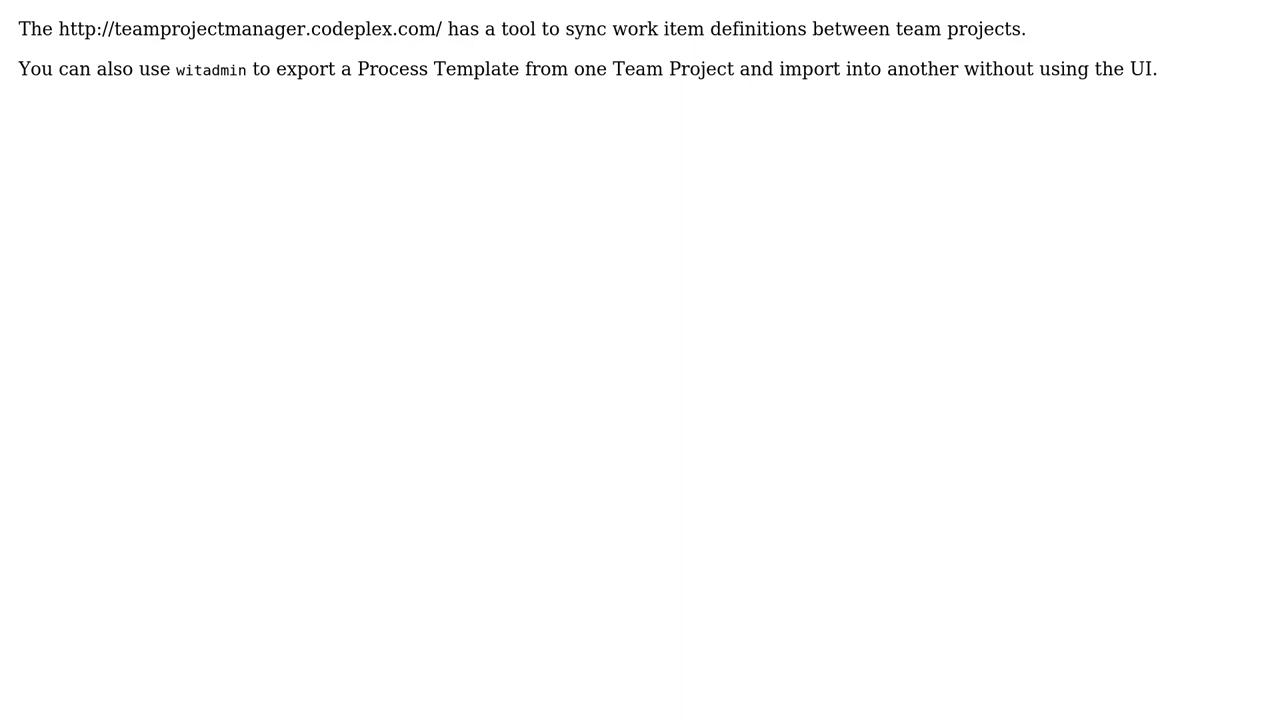 The http://teamprojectmanager.codeplex.com/ has a tool to sync work item definitions between team projects.
You can also use witadmin to export a Process Template from one Team Project and import into another without using the UI.